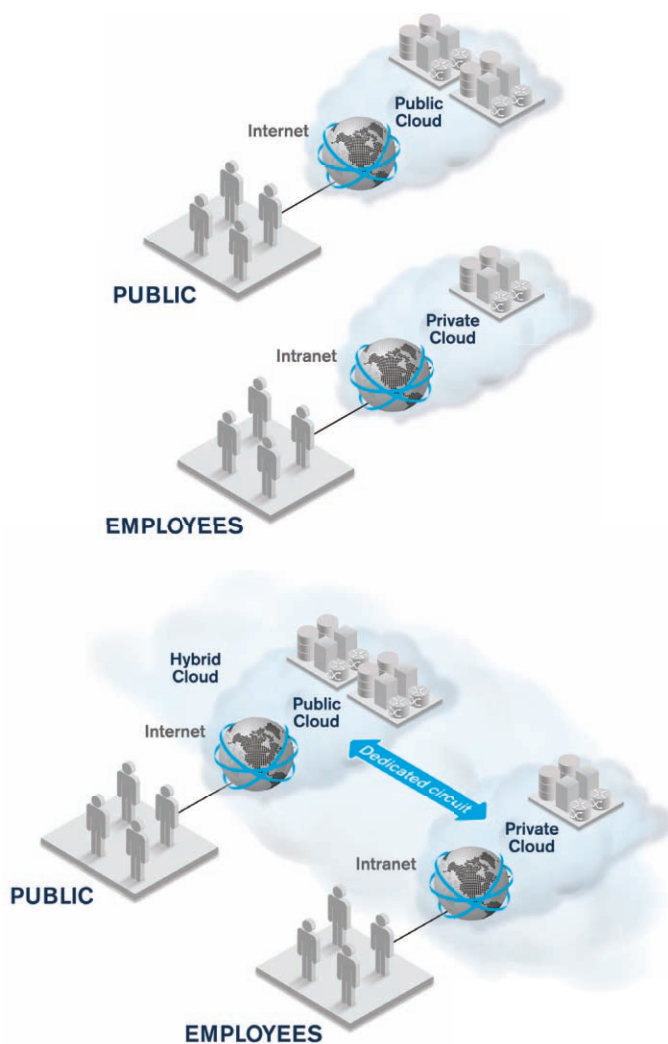 Public
Cloud
Internet
PUBLIC
Private
Cloud
Intranet
EMPLOYEES
Hybrid
Cloud
Public
Cloud
Internet
Dedicated circuit
Private
Cloud
PUBLIC
Intranet
EMPLOYEES